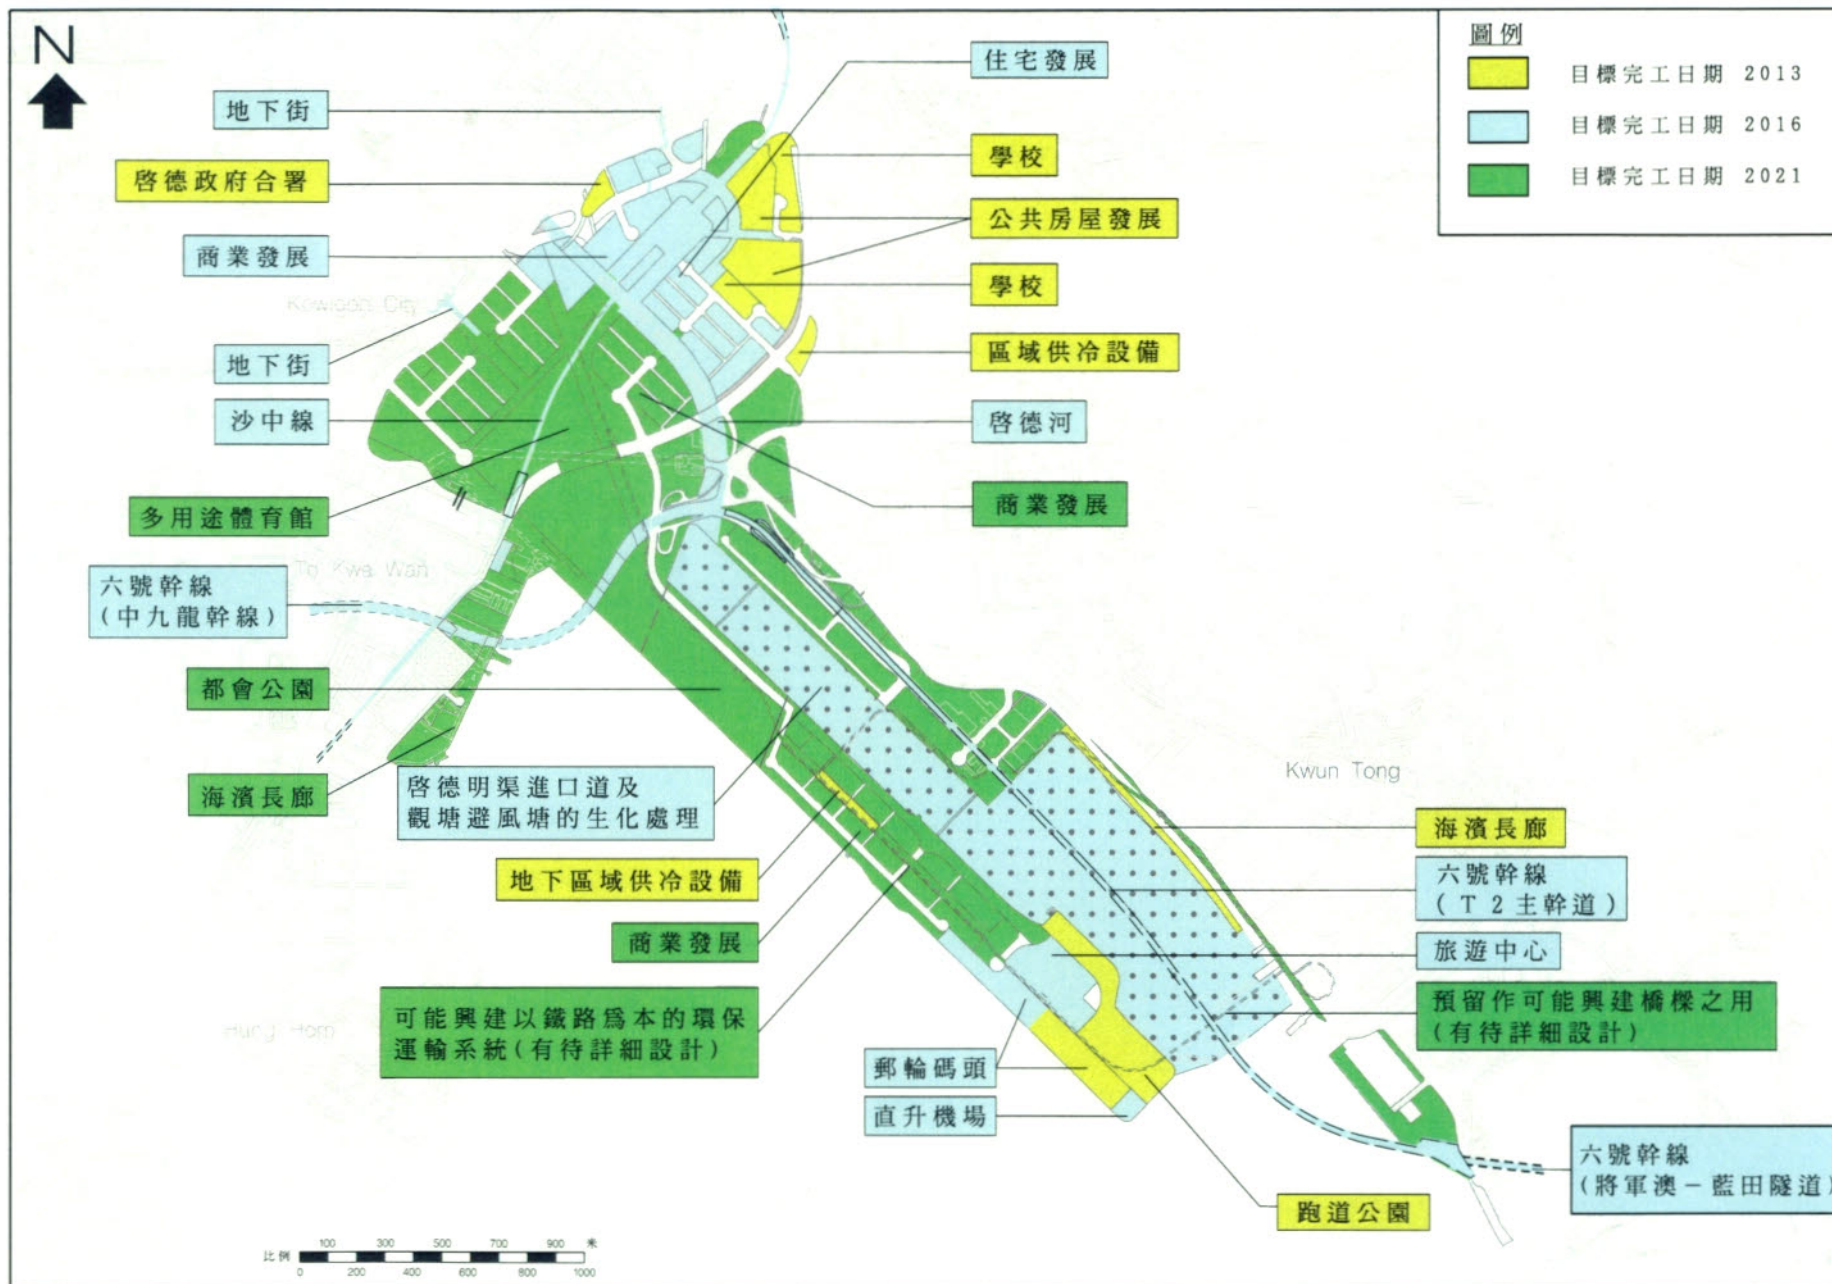 N
圖例
目標完工日期 2013
目標完工日期 2016
目標完工日期 2021
住宅發展
地下街
學校
啓德政府合署
公共房屋發展
商業發展
學校
Kowloon City
地下街
區域供冷設備
沙中線
啓德河
多用途體育館
商業發展
To Kwa Wan
六號幹線
(中九龍幹線)
都會公園
海濱長廊
啓德明渠進口道及
觀塘避風塘的生化處理
Kwun Tong
海濱長廊
地下區域供冷設備
六號幹線
(T2主幹道)
商業發展
旅遊中心
可能興建以鐵路爲本的環保
運輸系統(有待詳細設計)
預留作可能興建橋樑之用
(有待詳細設計)
Hung Hom
郵輪碼頭
直升機場
六號幹線
(將軍澳－藍田隧道)
跑道公園
100 300 500 700 900 米
比例
0 200 400 600 800 1000